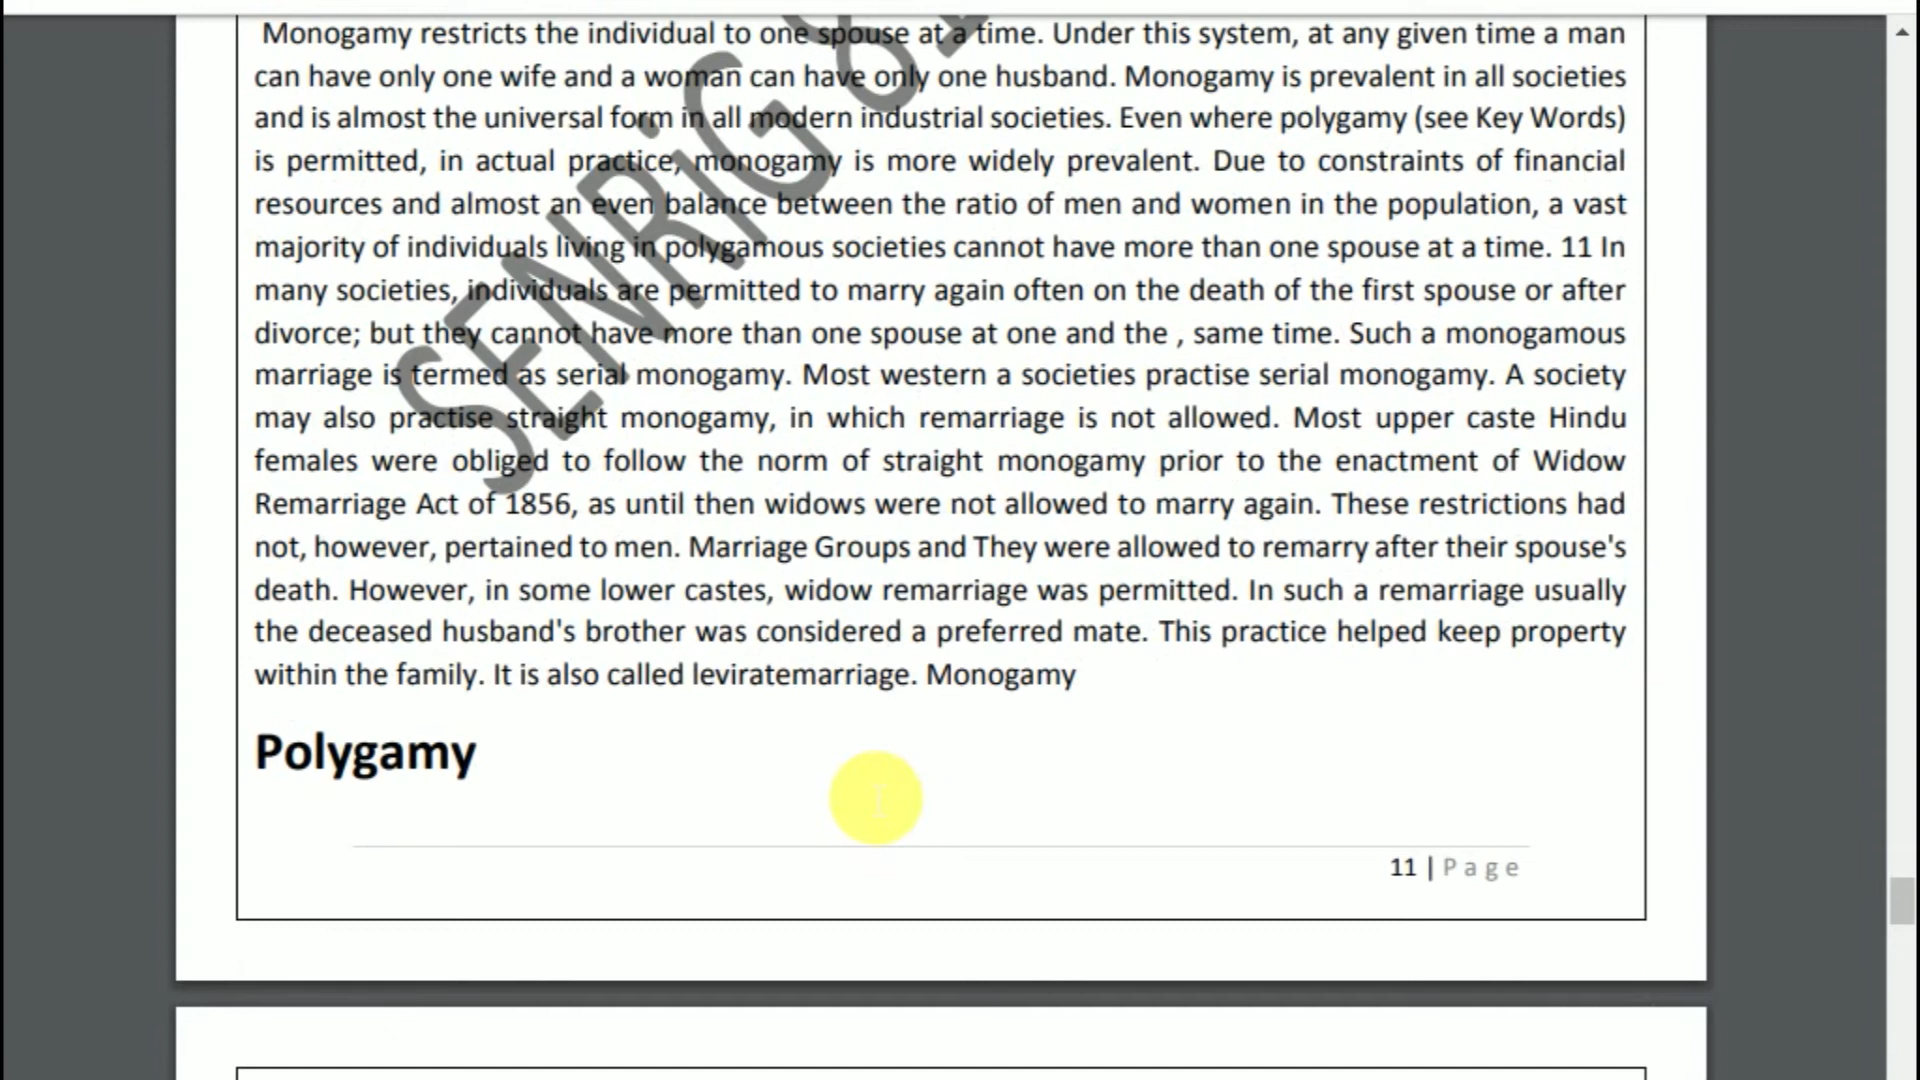 Monogamy restricts the individual to one spouse at a time. Under this system, at any given time a man
can have only one wife and a woman can have only one husband. Monogamy is prevalent in all societies
and is almost the universal form in all modern industrial societies. Even where polygamy (see Key Words)
is permitted, in actual practice, monogamy is more widely prevalent. Due to constraints of financial
resources and almost an even balance between the ratio of men and women in the population, a vast
majority of individuals living in polygamous societies cannot have more than one spouse at a time. 11 In
many societies, individuals are permitted to marry again often on the death of the first spouse or after
divorce; but they cannot have more than one spouse at one and the , same time. Such a monogamous
marriage is termed as serial monogamy. Most western a societies practise serial monogamy. A society
may also practise straight monogamy, in which remarriage is not allowed. Most upper caste Hindu
females were obliged to follow the norm of straight monogamy prior to the enactment of Widow
Remarriage Act of 1856, as until then widows were not allowed to marry again. These restrictions had
not, however, pertained to men. Marriage Groups and They were allowed to remarry after their spouse's
death. However, in some lower castes, widow remarriage was permitted. In such a remarriage usually
the deceased husband's brother was considered a preferred mate. This practice helped keep property
within the family. It is also called leviratemarriage. Monogamy
Polygamy
11 | Page
SENRiG